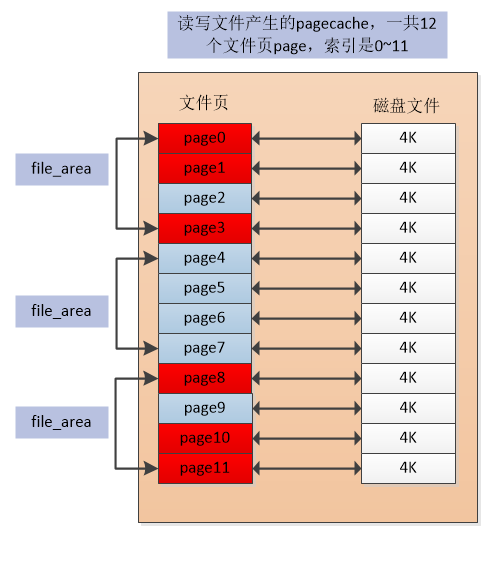 读写文件产生的pagecache，一共12
个文件页page，索引是0~11
文件页
磁盘文件
page0
4K
page1
4K
file_area
page2
4K
page3
4K
page4
4K
page5
4K
file_area
page6
4K
page7
4K
page8
4K
page9
4K
file_area
page10
4K
page11
4K